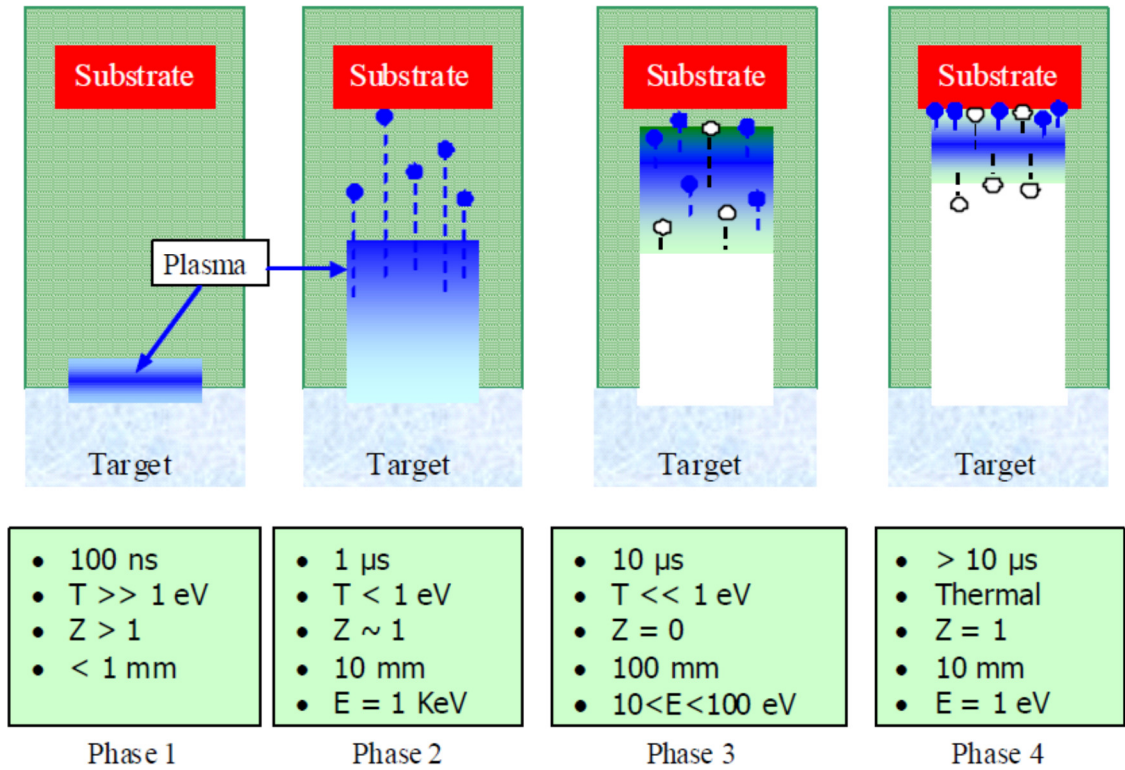 Substrate
Substrate
Substrate
Substrate
Plasma
Target
Target
Target
Target
• 100 ns
• T >> 1 eV
• Z > 1
• < 1 mm
• 1 µs
• T < 1 eV
• Z ~ 1
• 10 mm
• E = 1 KeV
• 10 µs
• T << 1 eV
• Z = 0
• 100 mm
• 10<E<100 eV
• > 10 µs
• Thermal
• Z = 1
• 10 mm
• E = 1 eV
Phase 1
Phase 2
Phase 3
Phase 4